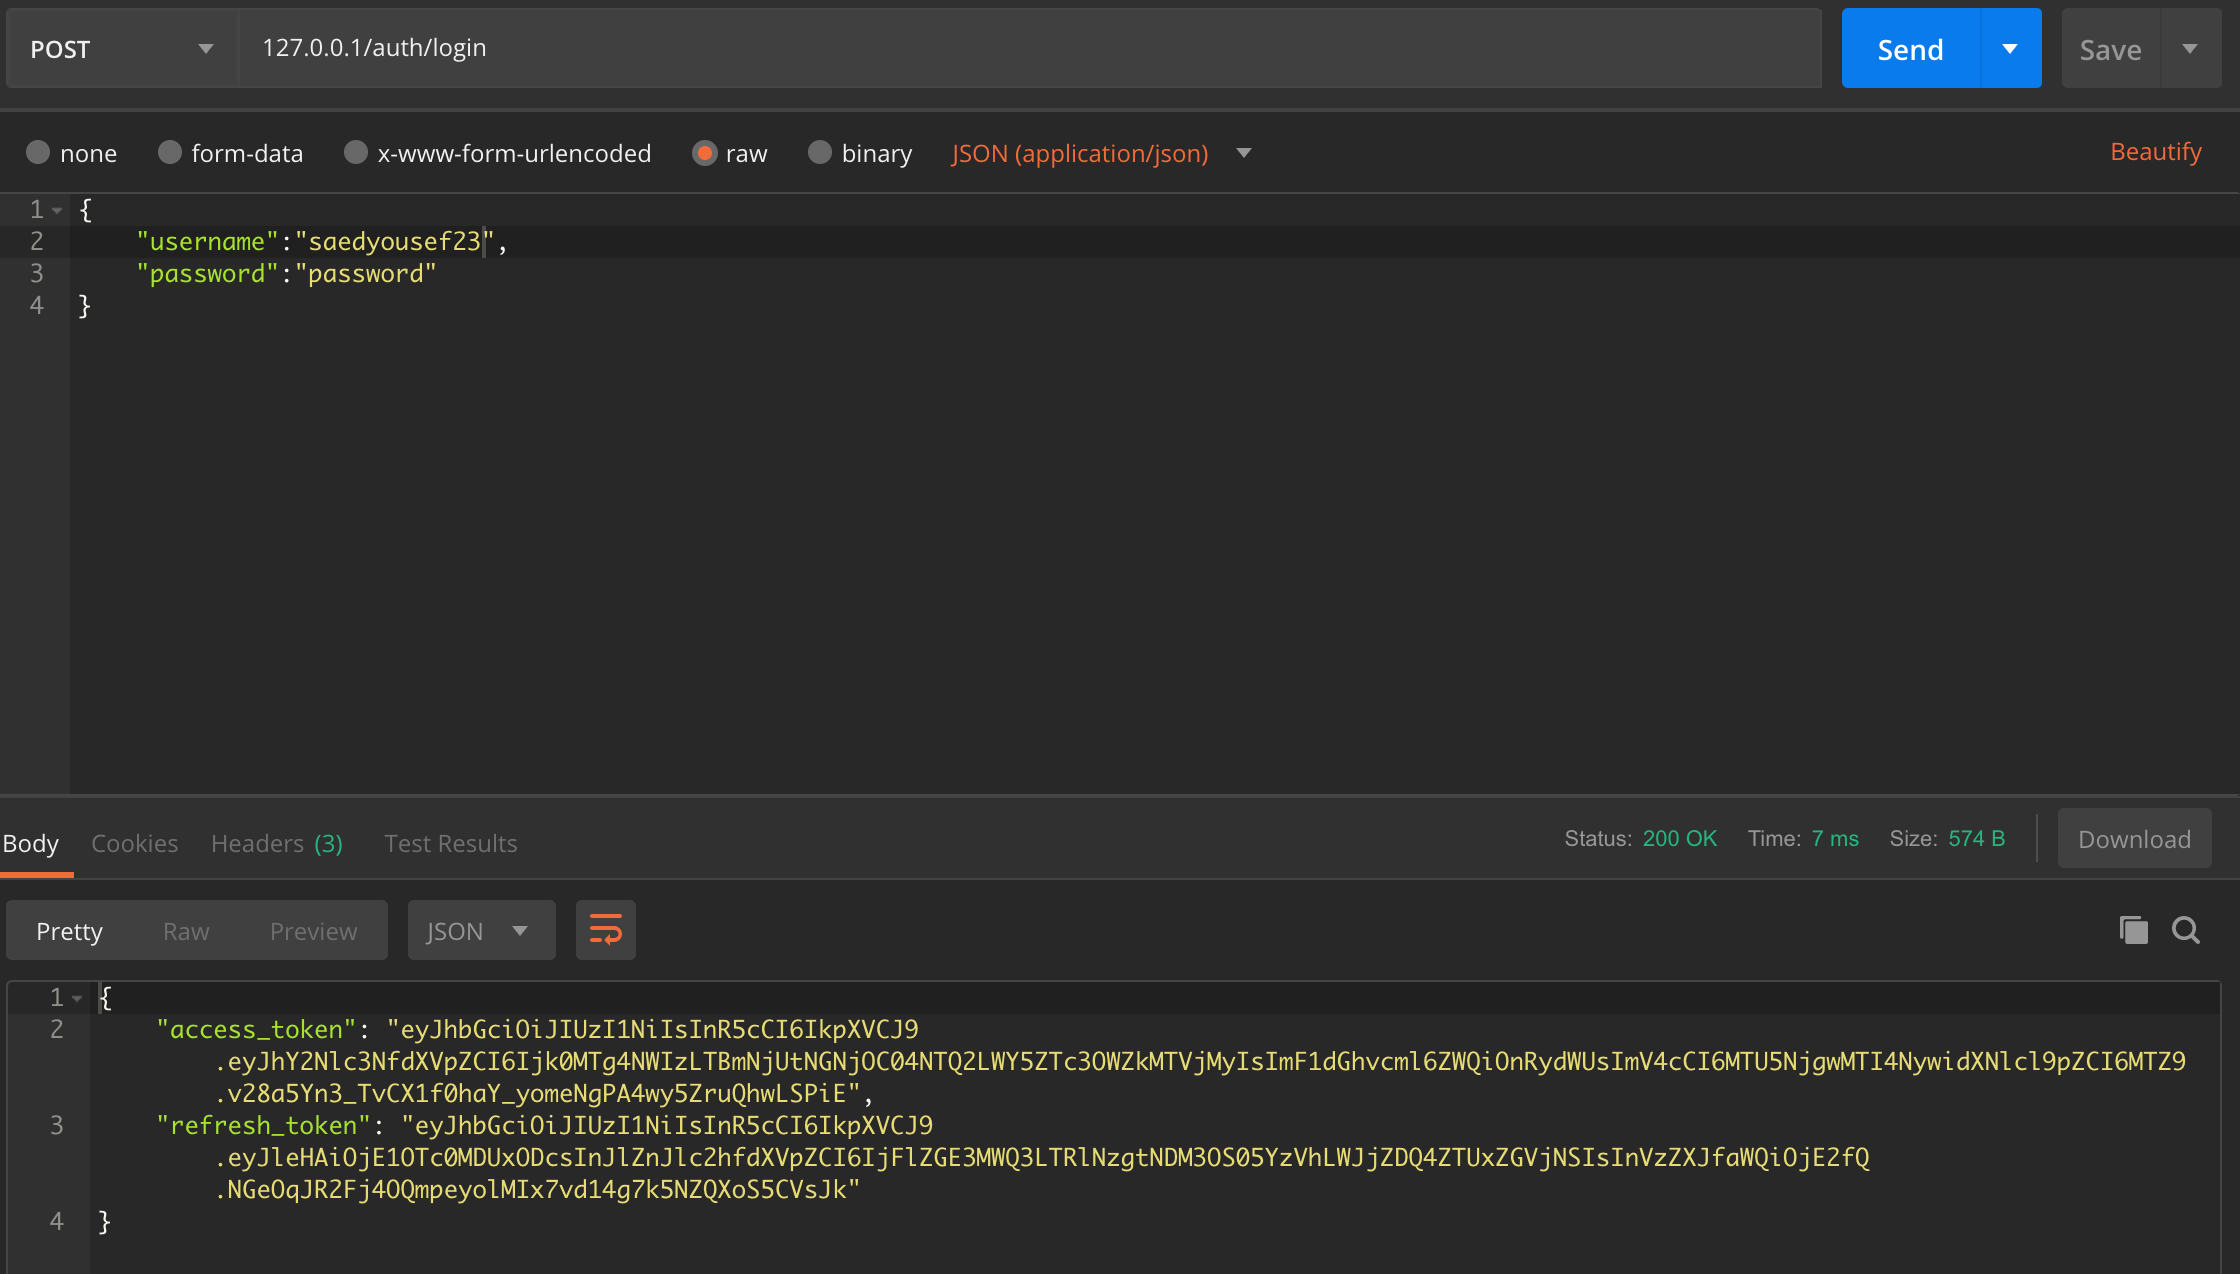 POST 127.0.0.1/auth/login Send Save
none form-data x-www-form-urlencoded raw binary JSON (application/json) Beautify
1 {
2 "username":"saedyousef23",
3 "password":"password"
4 }
Body Cookies Headers (3) Test Results Status: 200 OK Time: 7 ms Size: 574 B Download
Pretty Raw Preview JSON
1 {
2 "access_token": "eyJhbGciOiJIUzI1NiIsInR5cCI6IkpXVCJ9
.eyJhY2Nlc3NfdXVpZCI6Ijk0MTg4NWIzLTBmNjUtNGNjOC04NTQ2LWY5ZTc3OWZkMTVjMyIsImF1dGhvcml6ZWQiOnRydWUsImV4cCI6MTU5NjgwMTI4NywidXNlcl9pZCI6MTZ9
.v28a5Yn3_TvCX1f0haY_yomeNgPA4wy5ZruQhwLSPiE",
3 "refresh_token": "eyJhbGciOiJIUzI1NiIsInR5cCI6IkpXVCJ9
.eyJleHAiOjE1OTc0MDUxODcsInJlZnJlc2hfdXVpZCI6IjFlZGE3MWQ3LTRlNzgtNDM3OS05YzVhLWJjZDQ4ZTUxZGVjNSIsInVzZXJfaWQiOjE2fQ
.NGeOqJR2Fj4OQmpeyolMIx7vd14g7k5NZQXoS5CVsJk"
4 }